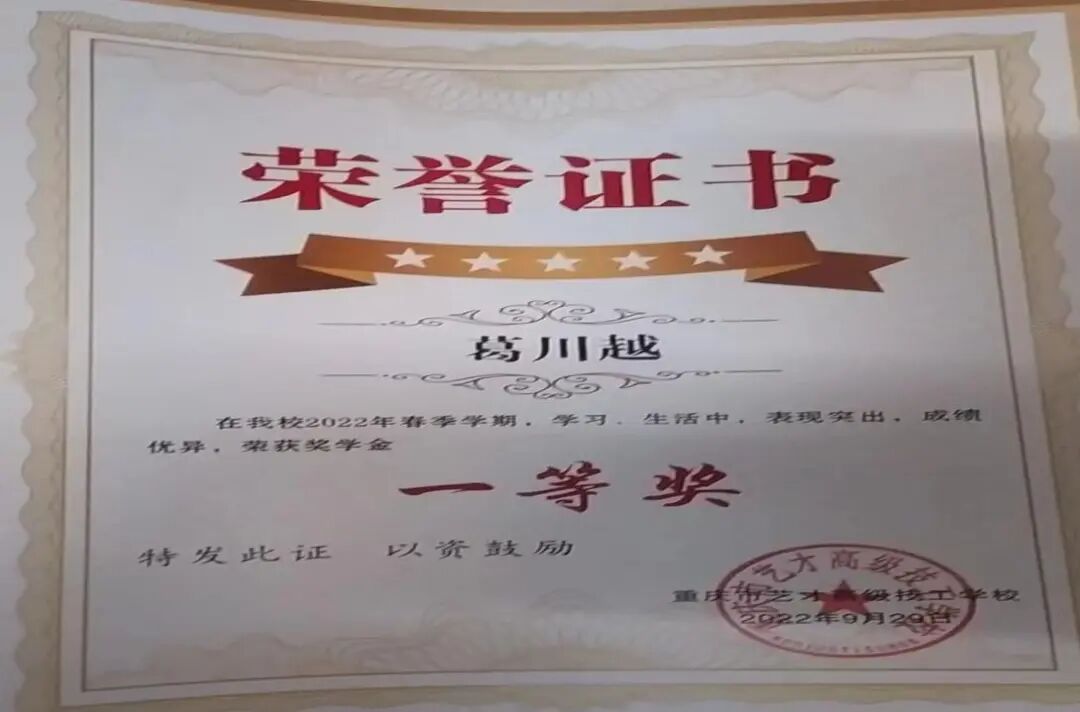 荣誉证书
葛川越
在我校2022年春季学期，学习、生活中，表现突出，成绩
优异，荣获奖学金
一等奖
特发此证 以资鼓励
重庆市艺才高级技工学校
2022年9月20日